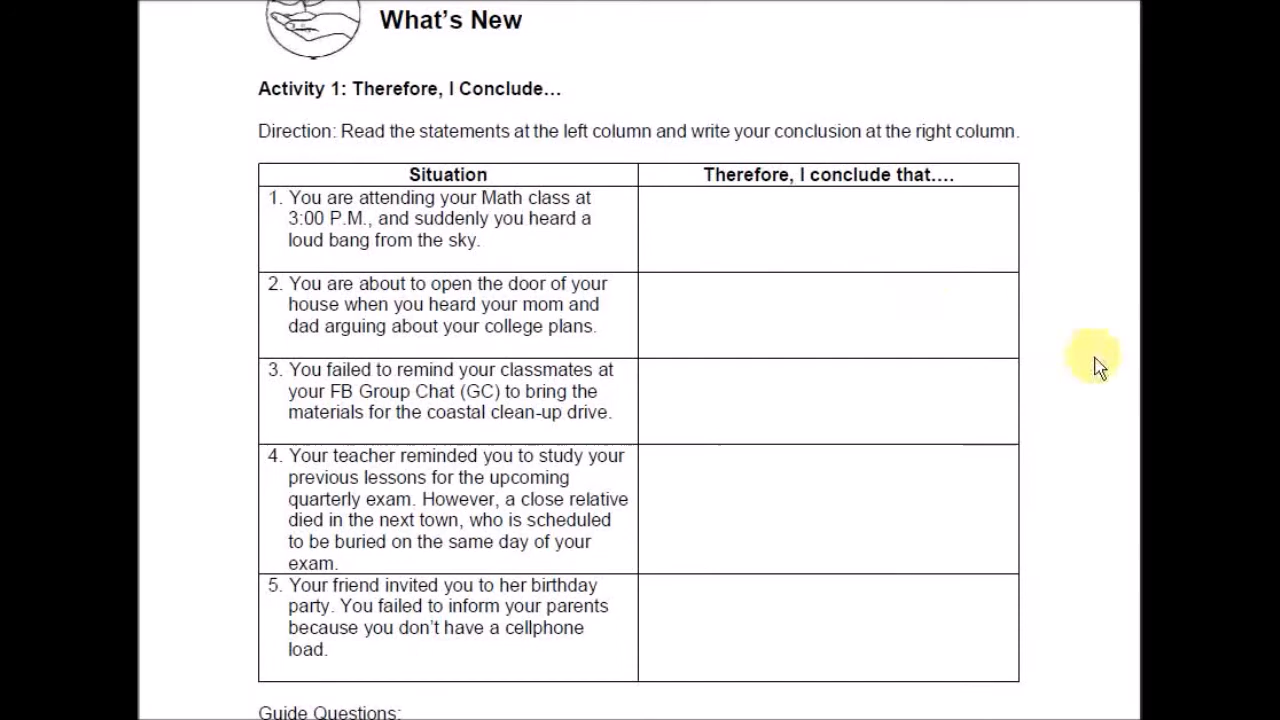 What's New
Activity 1: Therefore, I Conclude…
Direction: Read the statements at the left column and write your conclusion at the right column.
Situation
Therefore, I conclude that….
1. You are attending your Math class at
3:00 P.M., and suddenly you heard a
loud bang from the sky.
2. You are about to open the door of your
house when you heard your mom and
dad arguing about your college plans.
3. You failed to remind your classmates at
your FB Group Chat (GC) to bring the
materials for the coastal clean-up drive.
4. Your teacher reminded you to study your
previous lessons for the upcoming
quarterly exam. However, a close relative
died in the next town, who is scheduled
to be buried on the same day of your
exam.
5. Your friend invited you to her birthday
party. You failed to inform your parents
because you don't have a cellphone
load.
Guide Questions: